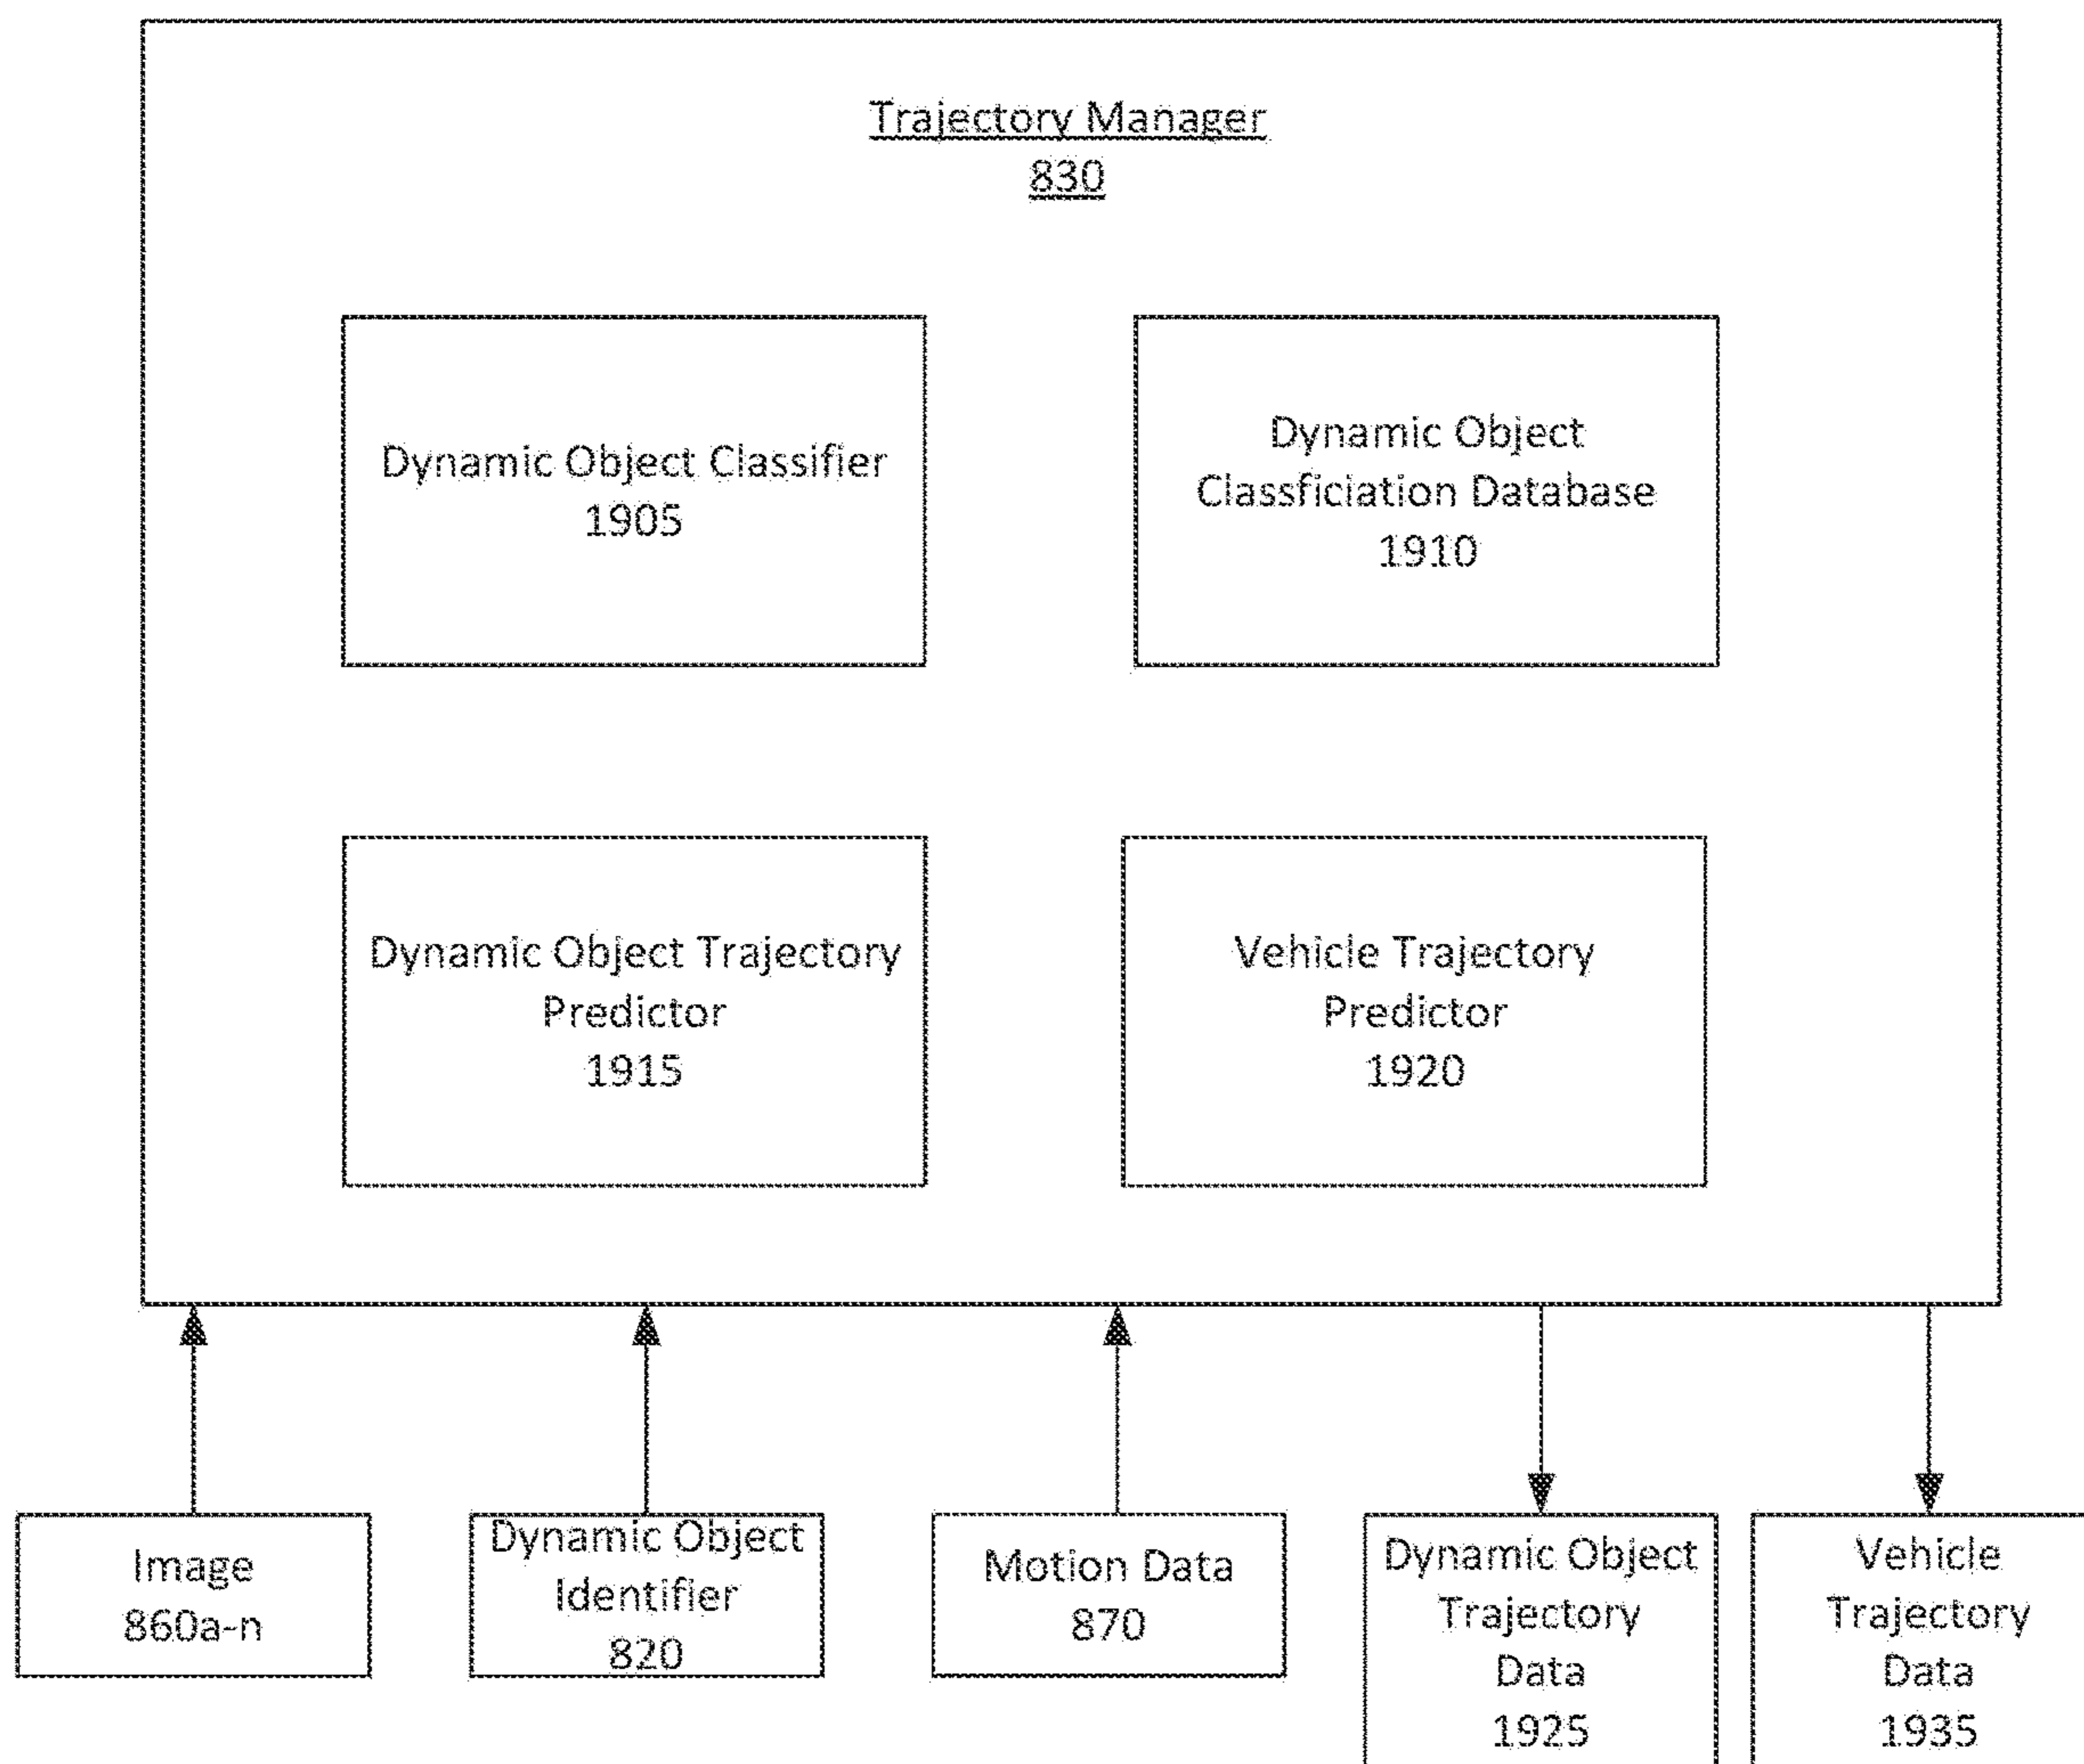 Trajectory Manager
830
Dynamic Object Classifier
1905
Dynamic Object
Classficiation Database
1910
Dynamic Object Trajectory
Predictor
1915
Vehicle Trajectory
Predictor
1920
Image
860a-n
Dynamic Object
Identifier
820
Motion Data
870
Dynamic Object
Trajectory
Data
1925
Vehicle
Trajectory
Data
1935